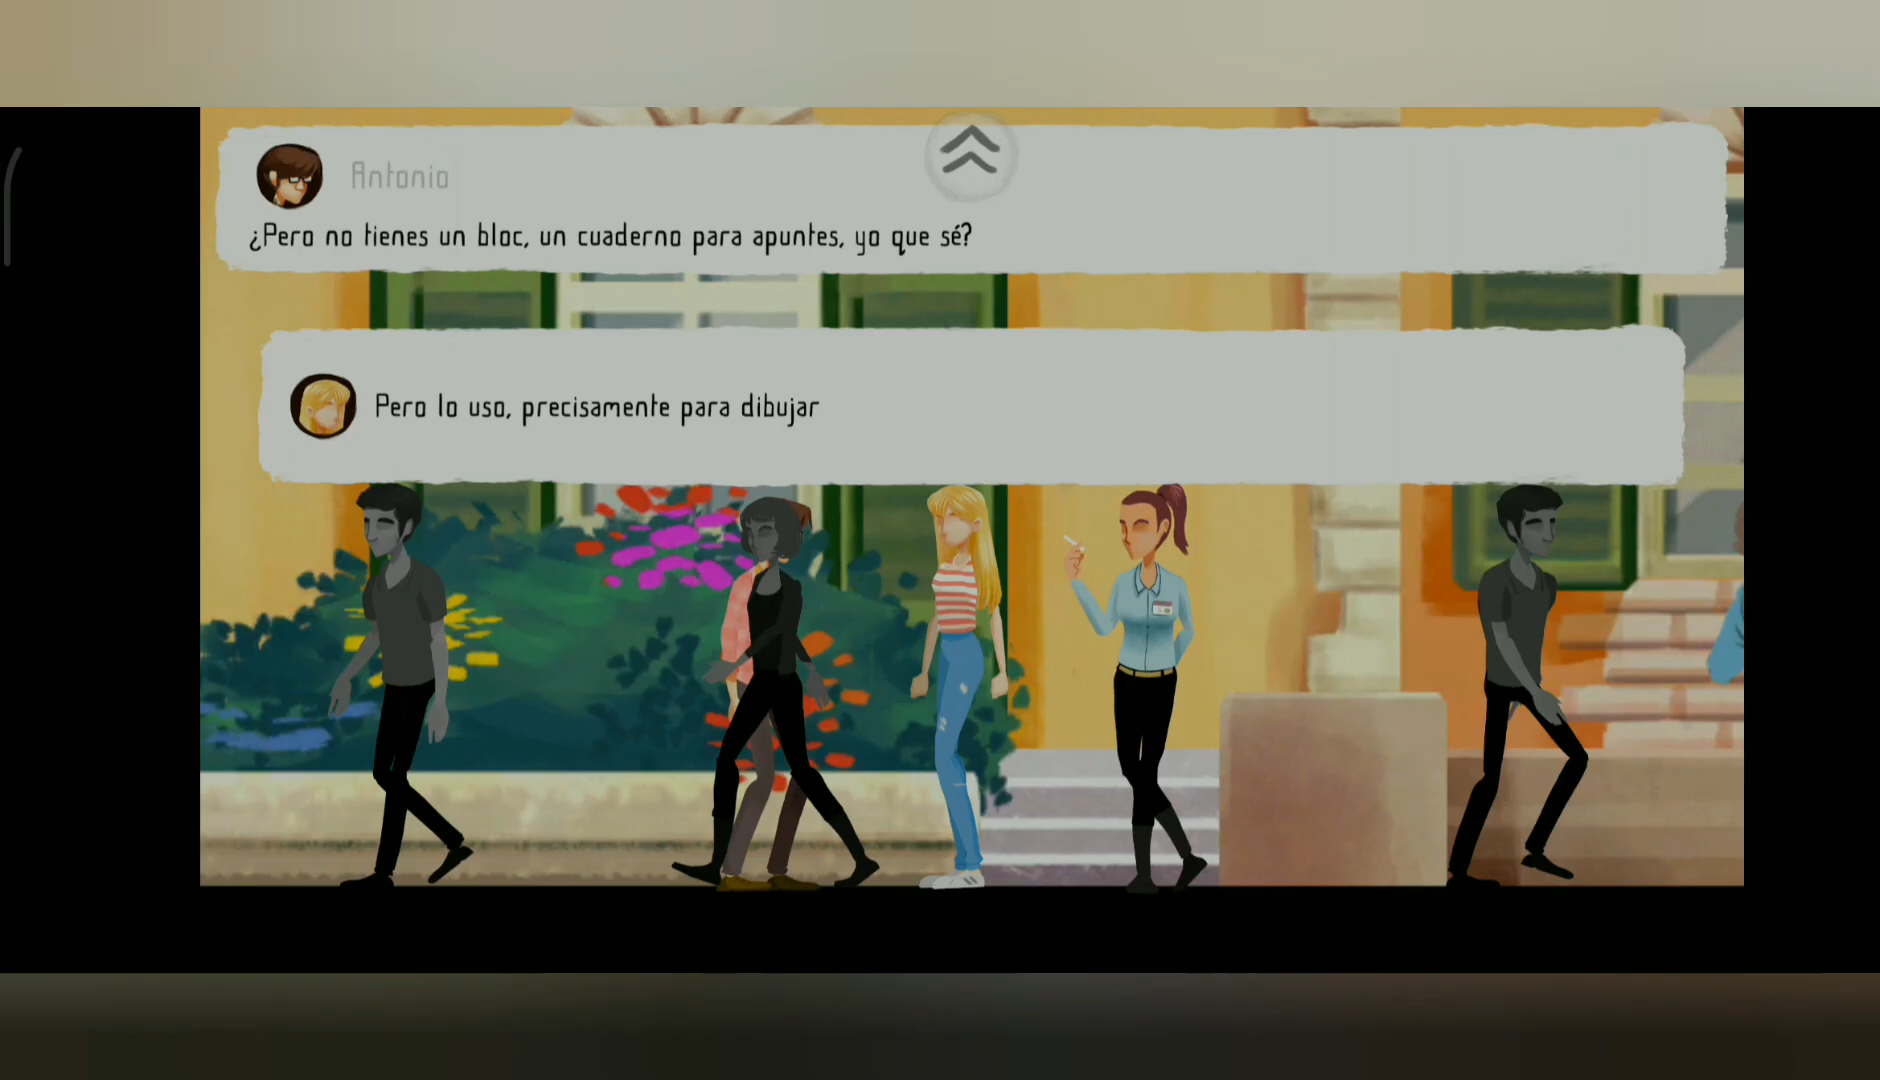 Antonio
¿Pero no tienes un bloc, un cuaderno para apuntes, yo que sé?
Pero lo uso, precisamente para dibujar